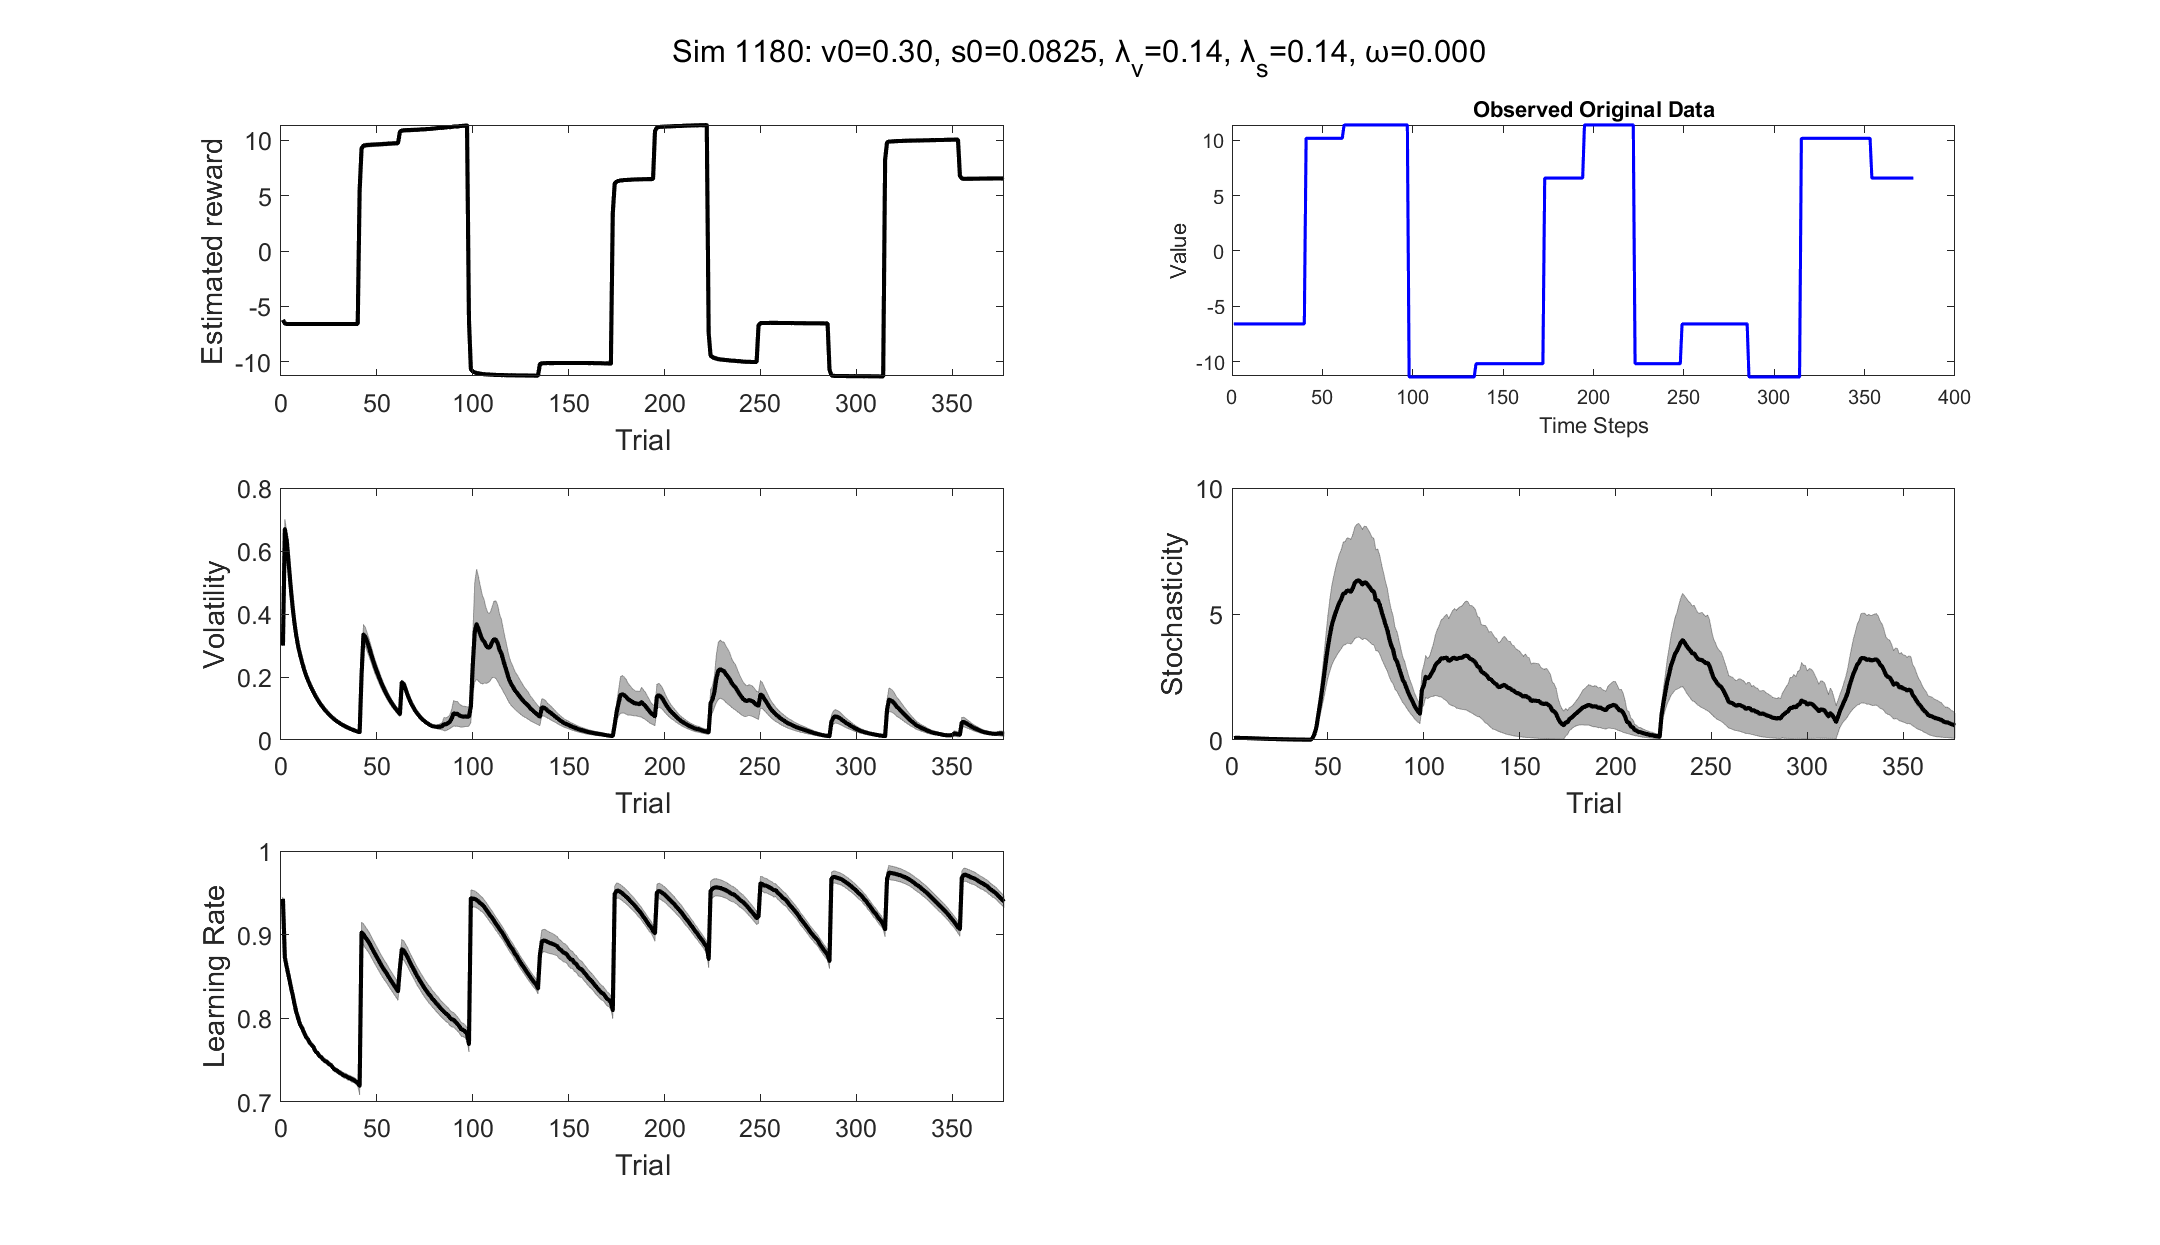 Sim 1180: v0=0.30, s0=0.0825, λv=0.14, λs=0.14, ω=0.000
Estimated reward
10
5
0
-5
-10
0 50 100 150 200 250 300 350
Trial
Observed Original Data
Value
10
5
0
-5
-10
0 50 100 150 200 250 300 350 400
Time Steps
Volatility
0.8
0.6
0.4
0.2
0
0 50 100 150 200 250 300 350
Trial
Stochasticity
10
5
0
0 50 100 150 200 250 300 350
Trial
Learning Rate
1
0.9
0.8
0.7
0 50 100 150 200 250 300 350
Trial